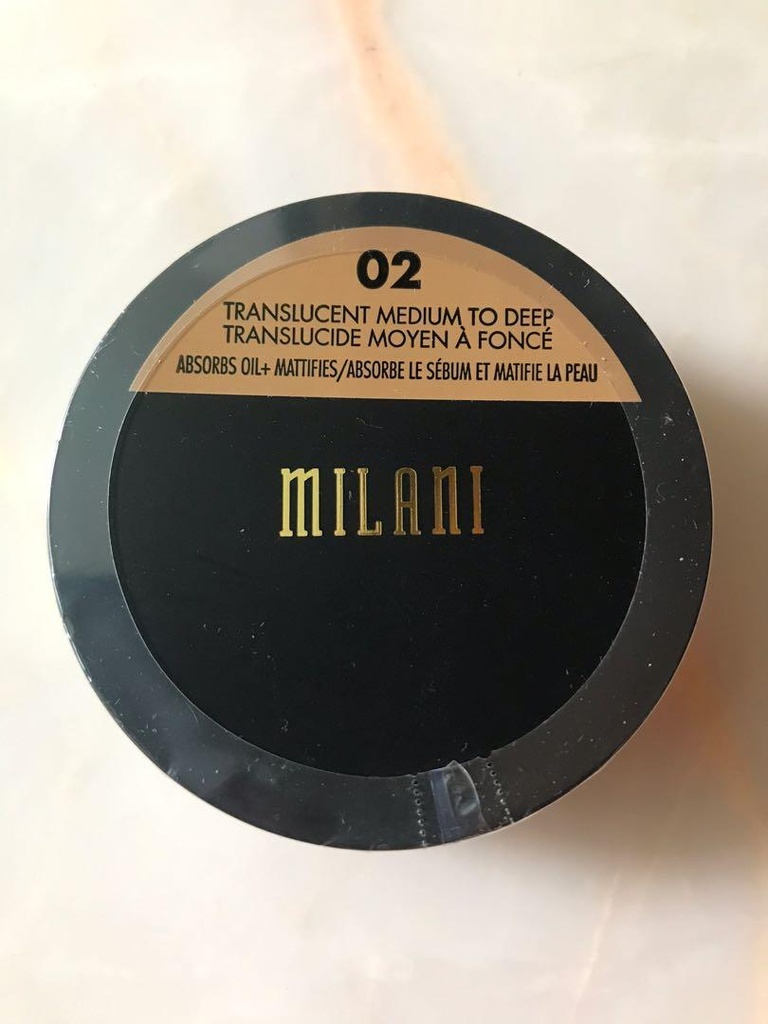 02
TRANSLUCENT MEDIUM TO DEEP
TRANSLUCIDE MOYEN À FONCÉ
ABSORBS OIL+ MATTIFIES/ABSORBE LE SÉBUM ET MATIFIE LA PEAU
MILANI